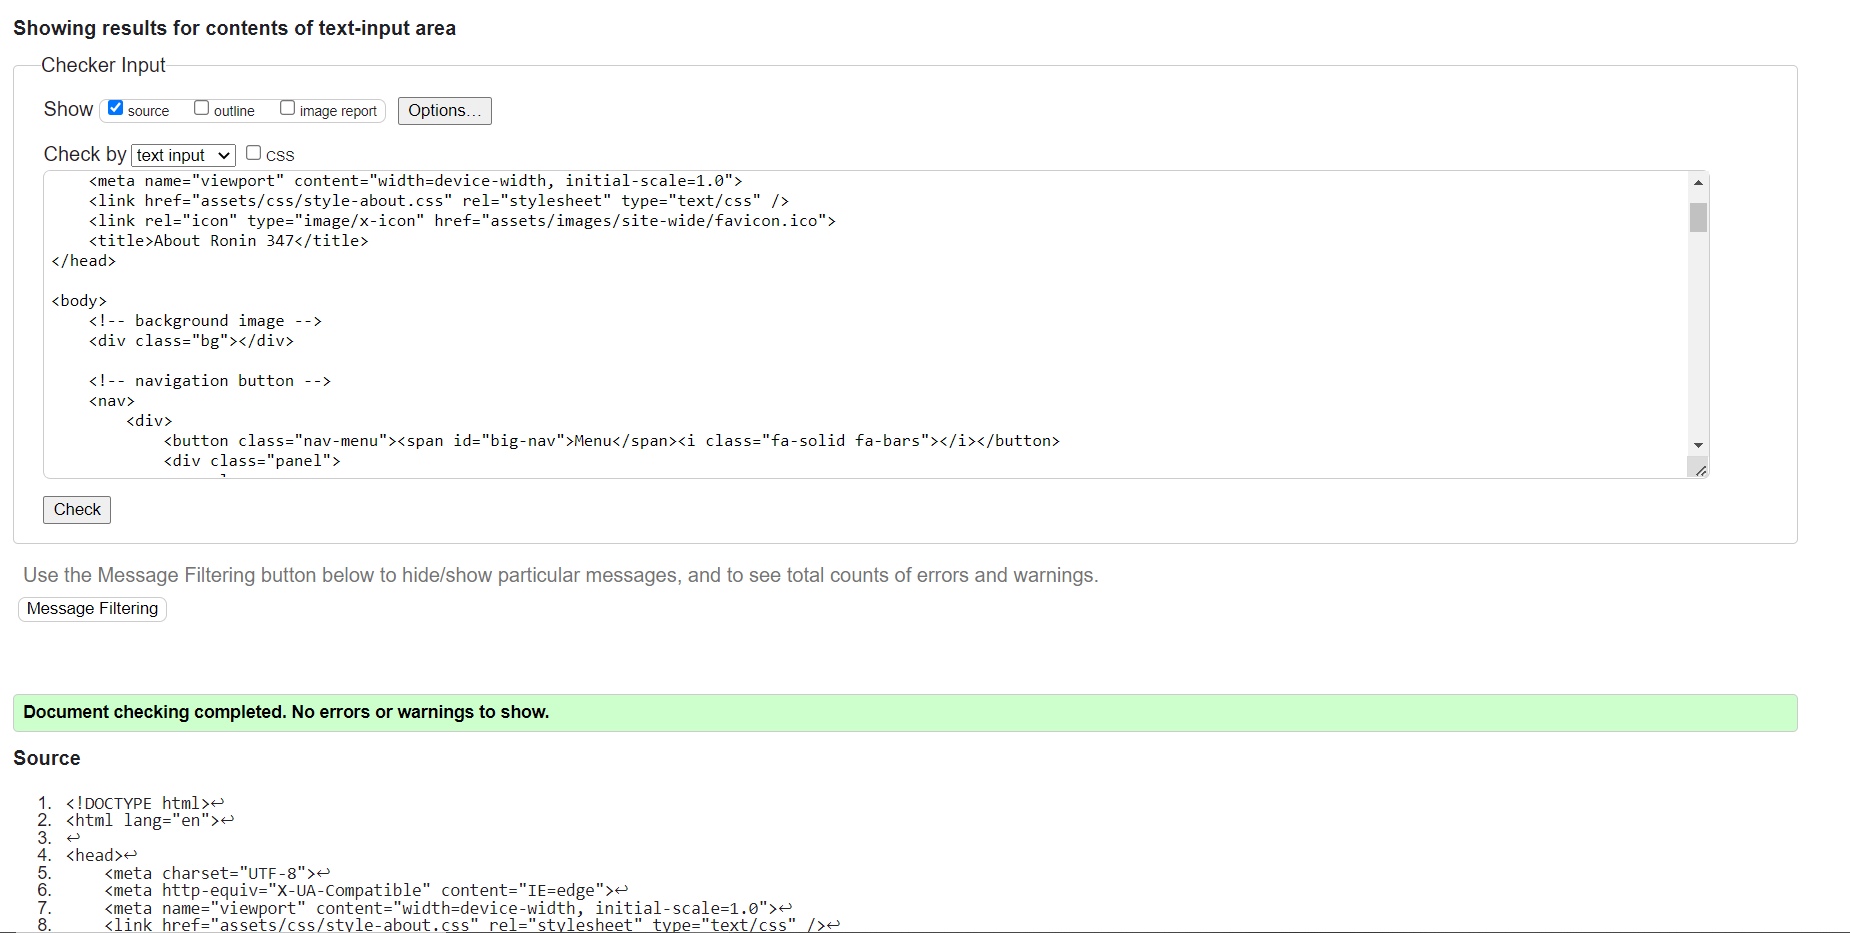 Showing results for contents of text-input area
Checker Input
Show source outline image report Options...
Check by text input CSS
<meta name="viewport" content="width=device-width, initial-scale=1.0">
<link href="assets/css/style-about.css" rel="stylesheet" type="text/css" />
<link rel="icon" type="image/x-icon" href="assets/images/site-wide/favicon.ico">
<title>About Ronin 347</title>
</head>
<body>
<!-- background image -->
<div class="bg"></div>
<!-- navigation button -->
<nav>
<div>
<button class="nav-menu"><span id="big-nav">Menu</span><i class="fa-solid fa-bars"></i></button>
<div class="panel">
Check
Use the Message Filtering button below to hide/show particular messages, and to see total counts of errors and warnings.
Message Filtering
Document checking completed. No errors or warnings to show.
Source
1. <!DOCTYPE html>↩
2. <html lang="en">↩
3. ↩
4. <head>↩
5. <meta charset="UTF-8">↩
6. <meta http-equiv="X-UA-Compatible" content="IE=edge">↩
7. <meta name="viewport" content="width=device-width, initial-scale=1.0">↩
8. <link href="assets/css/style-about.css" rel="stylesheet" type="text/css" />↩